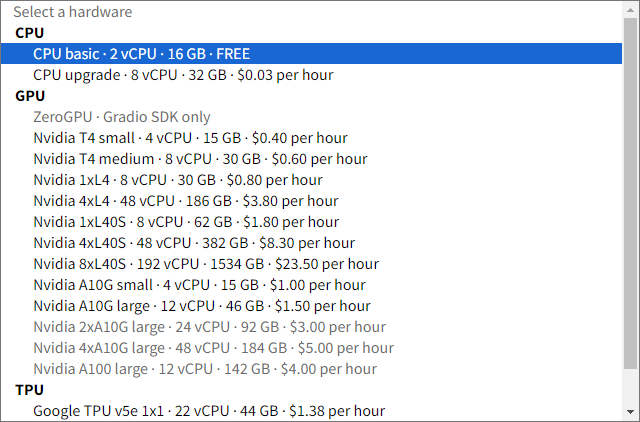 Select a hardware
CPU
CPU basic · 2 vCPU · 16 GB · FREE
CPU upgrade · 8 vCPU · 32 GB · $0.03 per hour
GPU
ZeroGPU · Gradio SDK only
Nvidia T4 small · 4 vCPU · 15 GB · $0.40 per hour
Nvidia T4 medium · 8 vCPU · 30 GB · $0.60 per hour
Nvidia 1xL4 · 8 vCPU · 30 GB · $0.80 per hour
Nvidia 4xL4 · 48 vCPU · 186 GB · $3.80 per hour
Nvidia 1xL40S · 8 vCPU · 62 GB · $1.80 per hour
Nvidia 4xL40S · 48 vCPU · 382 GB · $8.30 per hour
Nvidia 8xL40S · 192 vCPU · 1534 GB · $23.50 per hour
Nvidia A10G small · 4 vCPU · 15 GB · $1.00 per hour
Nvidia A10G large · 12 vCPU · 46 GB · $1.50 per hour
Nvidia 2xA10G large · 24 vCPU · 92 GB · $3.00 per hour
Nvidia 4xA10G large · 48 vCPU · 184 GB · $5.00 per hour
Nvidia A100 large · 12 vCPU · 142 GB · $4.00 per hour
TPU
Google TPU v5e 1x1 · 22 vCPU · 44 GB · $1.38 per hour